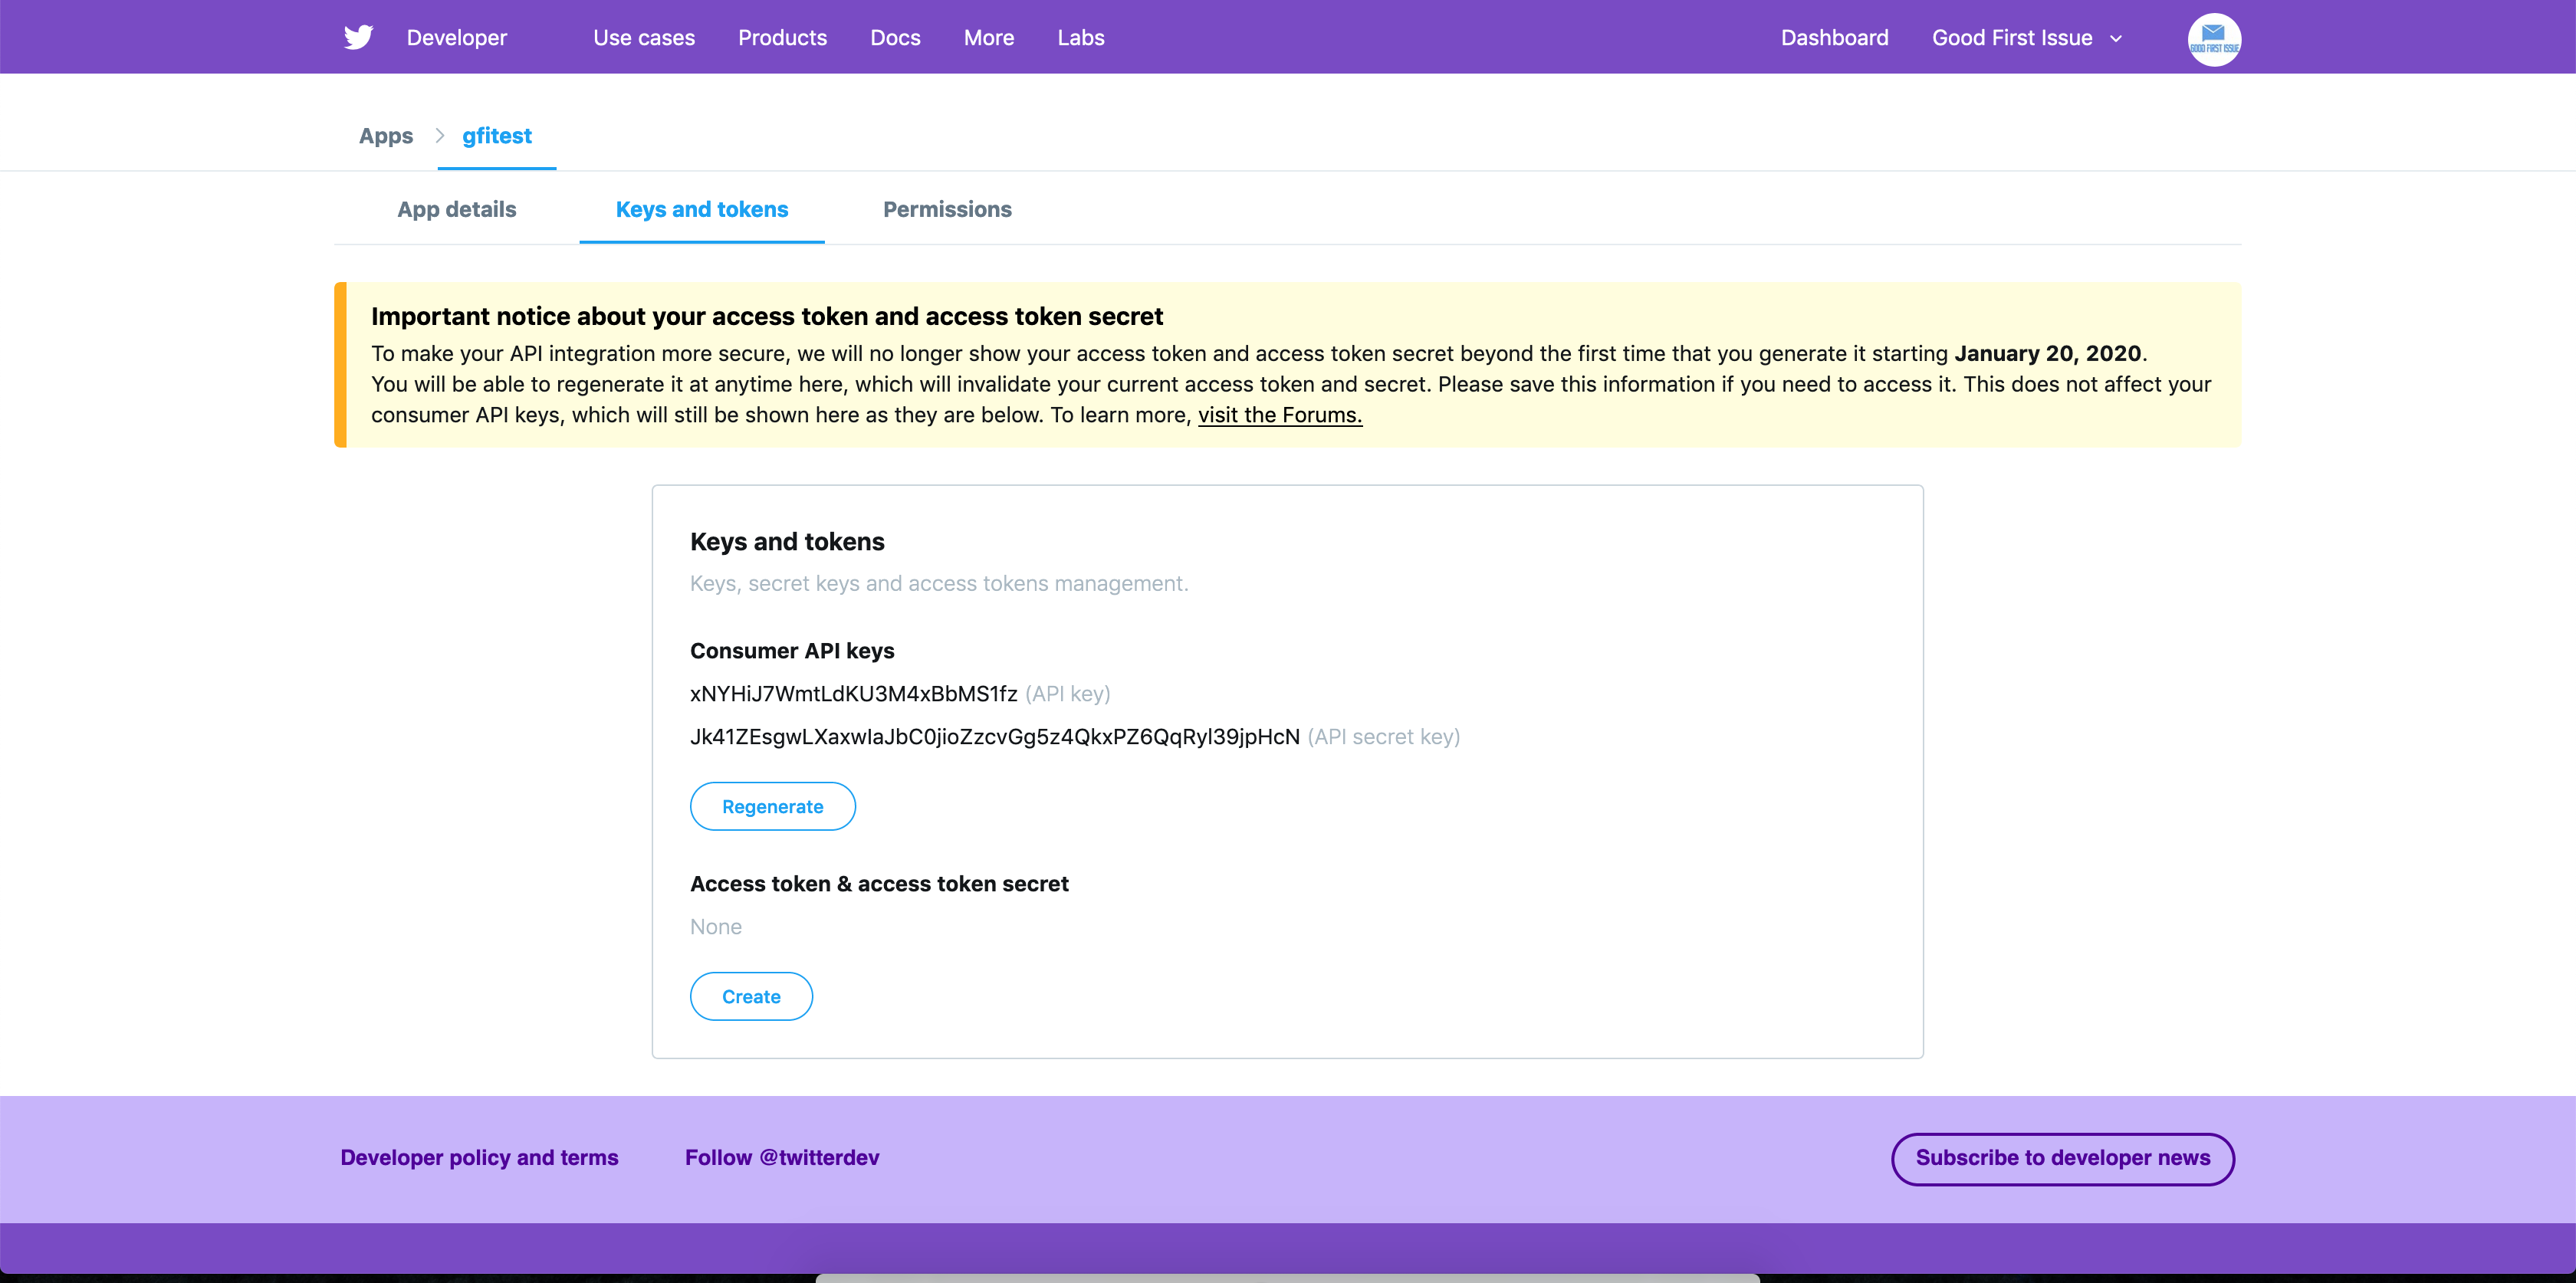 Developer
Use cases
Products
Docs
More
Labs
Dashboard
Good First Issue
GOOD FIRST ISSUE
Apps
gfitest
App details
Keys and tokens
Permissions
Important notice about your access token and access token secret
To make your API integration more secure, we will no longer show your access token and access token secret beyond the first time that you generate it starting January 20, 2020.
You will be able to regenerate it at anytime here, which will invalidate your current access token and secret. Please save this information if you need to access it. This does not affect your
consumer API keys, which will still be shown here as they are below. To learn more, visit the Forums.
Keys and tokens
Keys, secret keys and access tokens management.
Consumer API keys
xNYHiJ7WmtLdKU3M4xBbMS1fz (API key)
Jk41ZEsgwLXaxwIaJbC0jioZzcvGg5z4QkxPZ6QqRyl39jpHcN (API secret key)
Regenerate
Access token & access token secret
None
Create
Developer policy and terms
Follow @twitterdev
Subscribe to developer news